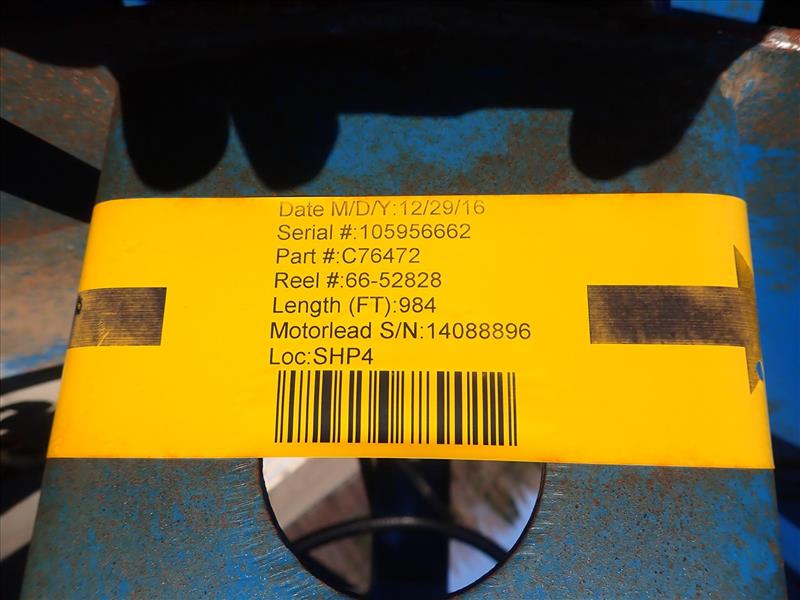 Date M/D/Y:12/29/16
Serial #:105956662
Part #:C76472
Reel #:66-52828
Length (FT):984
Motorlead S/N:14088896
Loc:SHP4